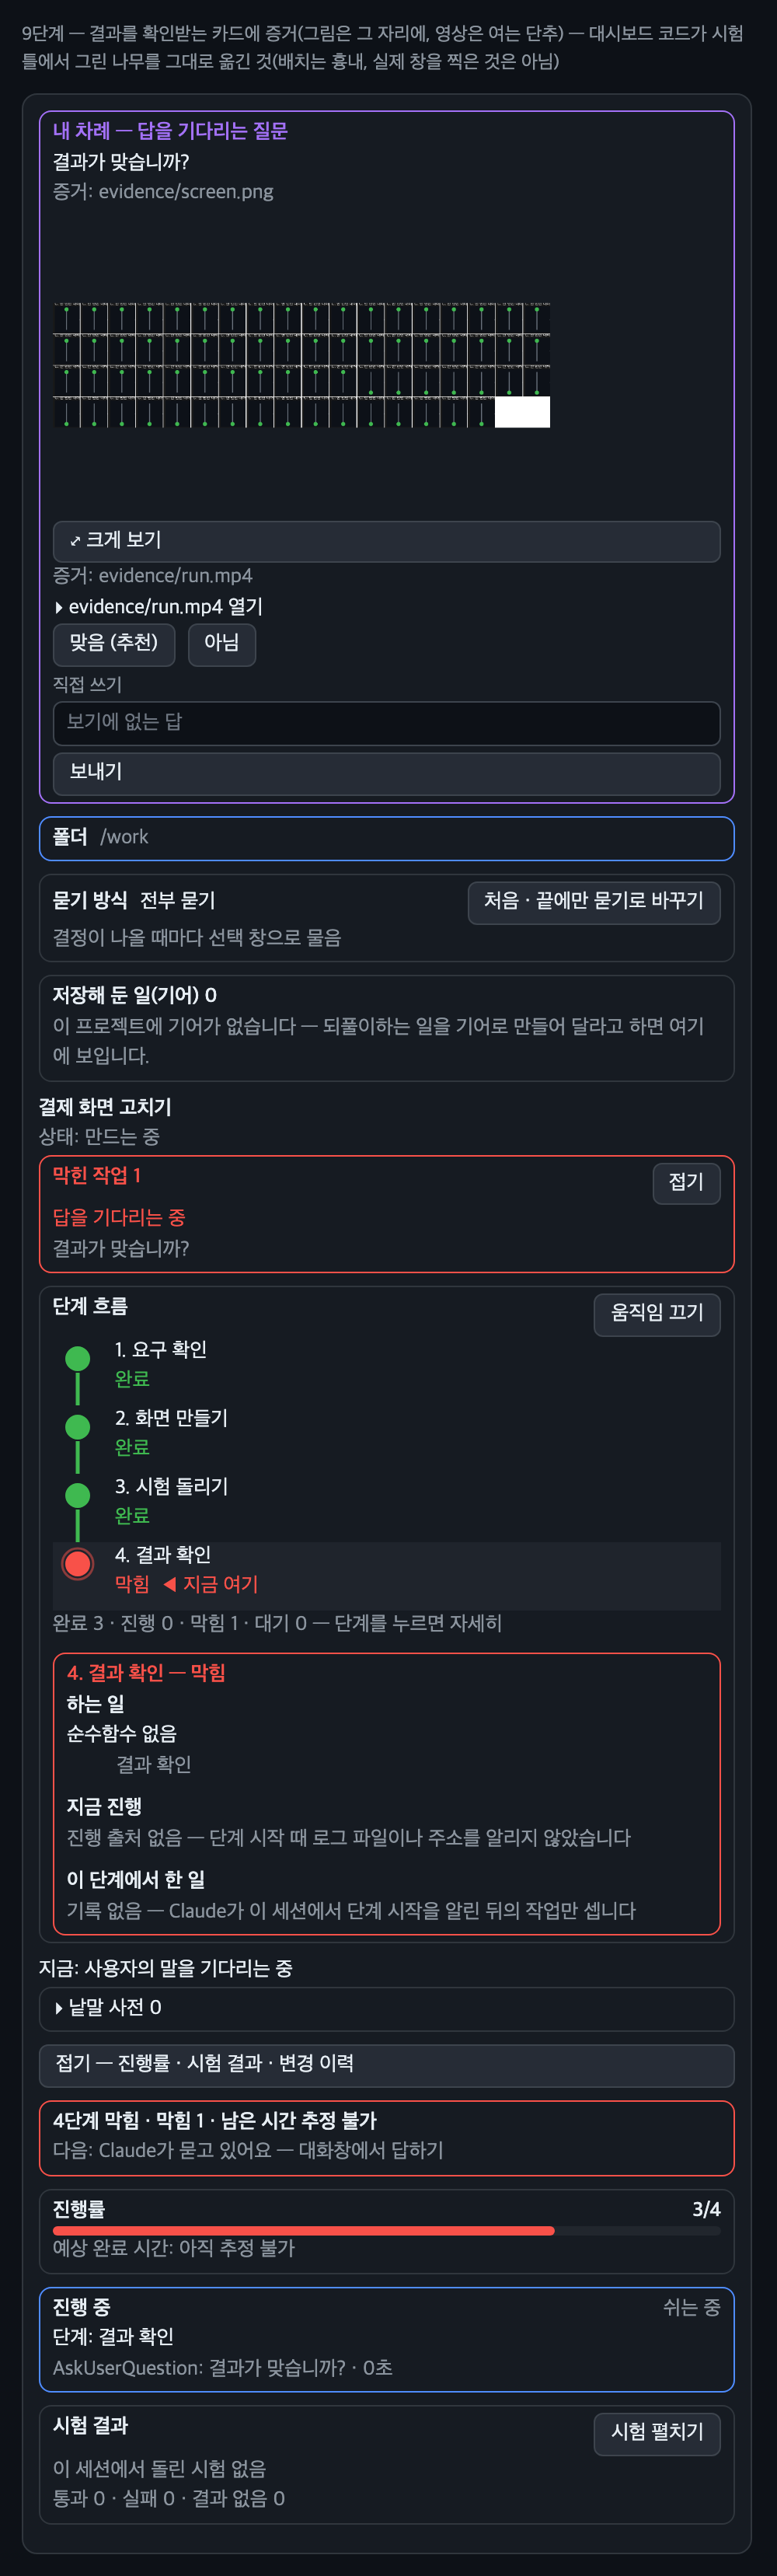 9단계 — 결과를 확인받는 카드에 증거(그림은 그 자리에, 영상은 여는 단추) — 대시보드 코드가 시험
틀에서 그린 나무를 그대로 옮긴 것(배치는 흉내, 실제 창을 찍은 것은 아님)
내 차례 — 답을 기다리는 질문
결과가 맞습니까?
증거: evidence/screen.png
⤢ 크게 보기
증거: evidence/run.mp4
evidence/run.mp4 열기
맞음 (추천)
아님
직접 쓰기
보기에 없는 답
보내기
폴더 /work
묻기 방식 전부 묻기
처음 · 끝에만 묻기로 바꾸기
결정이 나올 때마다 선택 창으로 물음
저장해 둔 일(기어) 0
이 프로젝트에 기어가 없습니다 — 되풀이하는 일을 기어로 만들어 달라고 하면 여기
에 보입니다.
결제 화면 고치기
상태: 만드는 중
막힌 작업 1
접기
답을 기다리는 중
결과가 맞습니까?
단계 흐름
움직임 끄기
1. 요구 확인
완료
2. 화면 만들기
완료
3. 시험 돌리기
완료
4. 결과 확인
막힘 ◀ 지금 여기
완료 3 · 진행 0 · 막힘 1 · 대기 0 — 단계를 누르면 자세히
4. 결과 확인 — 막힘
하는 일
순수함수 없음
결과 확인
지금 진행
진행 출처 없음 — 단계 시작 때 로그 파일이나 주소를 알리지 않았습니다
이 단계에서 한 일
기록 없음 — Claude가 이 세션에서 단계 시작을 알린 뒤의 작업만 셉니다
지금: 사용자의 말을 기다리는 중
낱말 사전 0
접기 — 진행률 · 시험 결과 · 변경 이력
4단계 막힘 · 막힘 1 · 남은 시간 추정 불가
다음: Claude가 묻고 있어요 — 대화창에서 답하기
진행률
3/4
예상 완료 시간: 아직 추정 불가
진행 중
쉬는 중
단계: 결과 확인
AskUserQuestion: 결과가 맞습니까? · 0초
시험 결과
시험 펼치기
이 세션에서 돌린 시험 없음
통과 0 · 실패 0 · 결과 없음 0